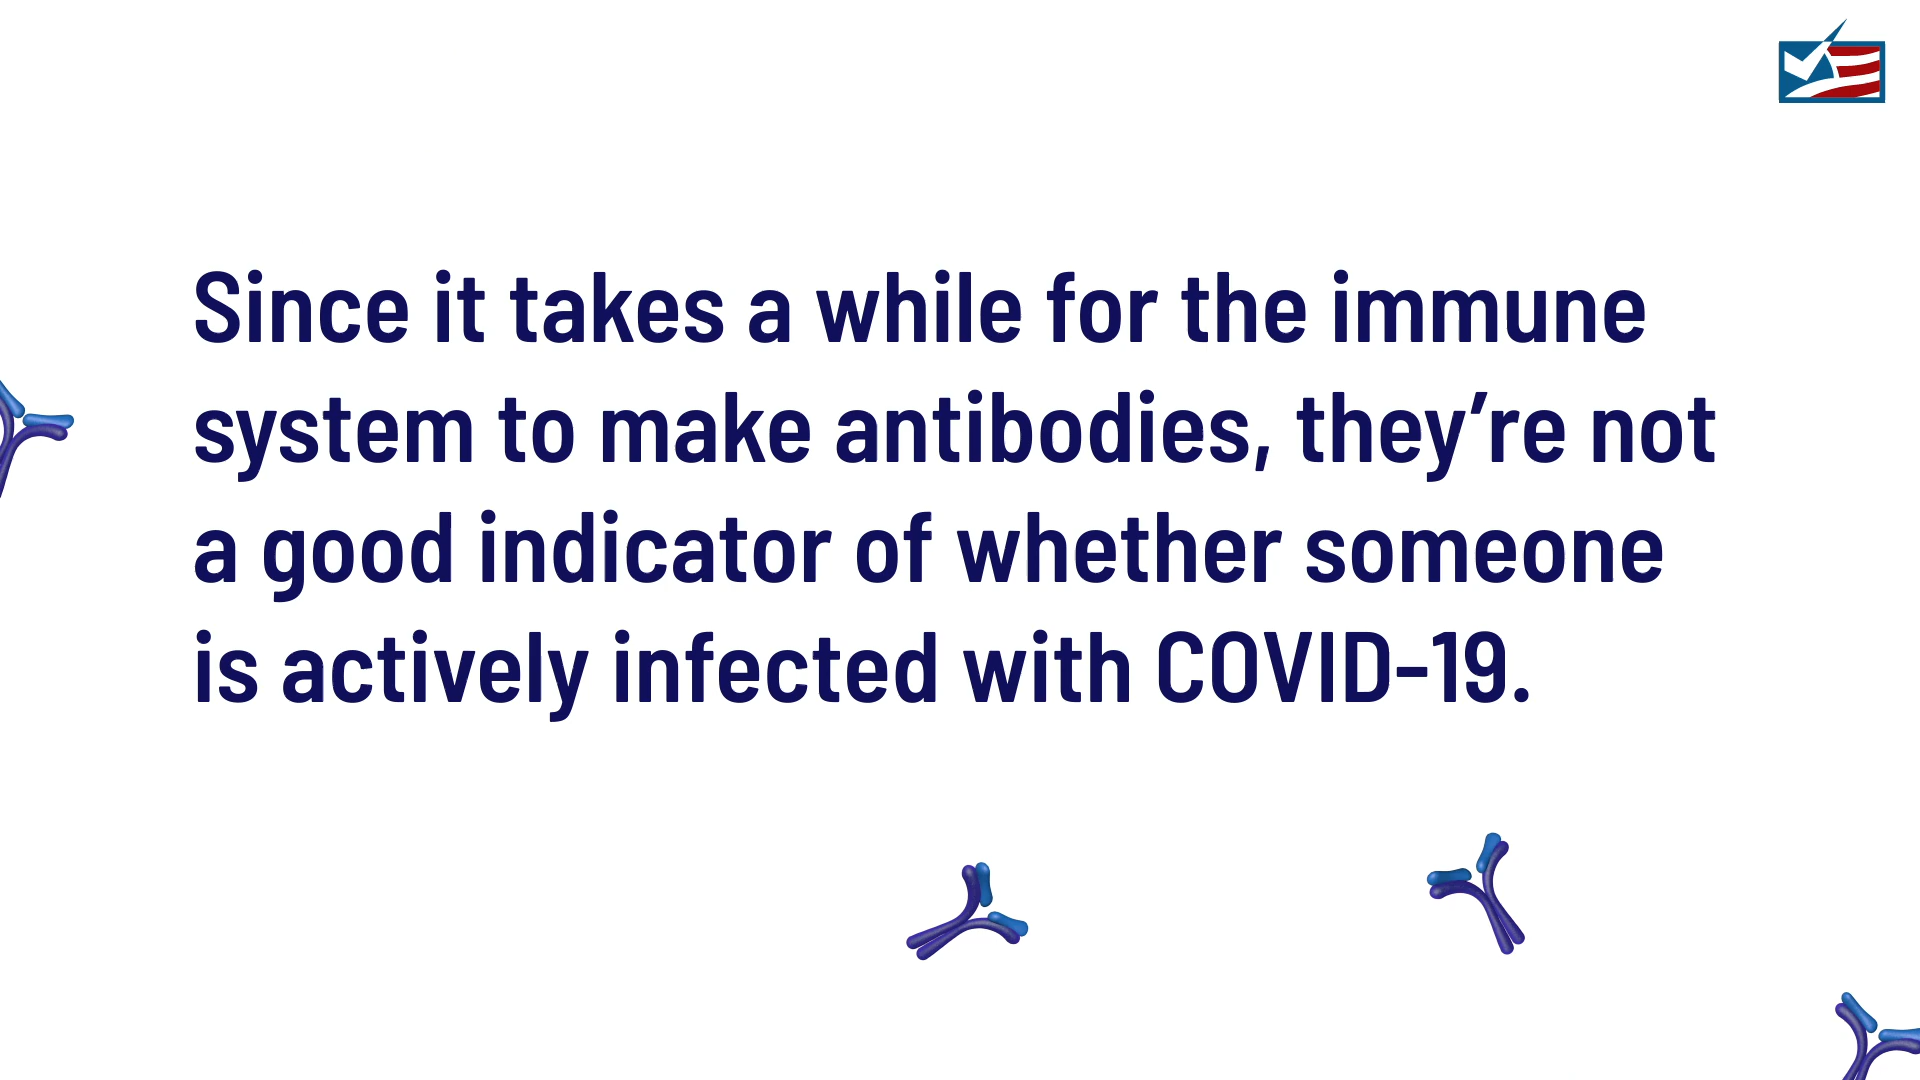 Since it takes a while for the immune
system to make antibodies, they’re not
a good indicator of whether someone
is actively infected with COVID-19.